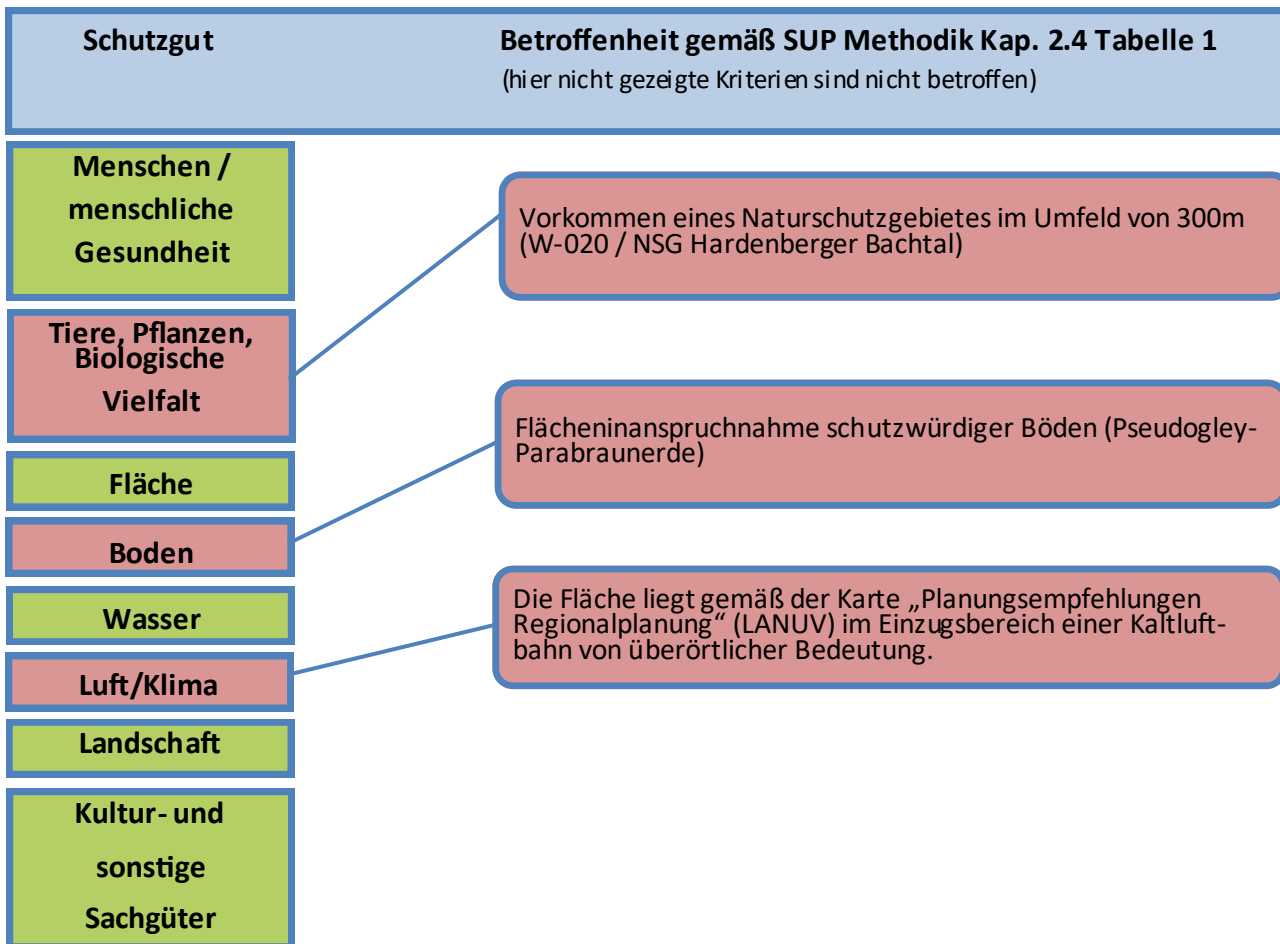 Schutzgut
Betroffenheit gemäß SUP Methodik Kap. 2.4 Tabelle 1
(hier nicht gezeigte Kriterien sind nicht betroffen)
Menschen /
menschliche
Gesundheit
Vorkommen eines Naturschutzgebietes im Umfeld von 300m
(W-020 / NSG Hardenberger Bachtal)
Tiere, Pflanzen,
Biologische
Vielfalt
Flächeninanspruchnahme schutzwürdiger Böden (Pseudogley-
Parabraunerde)
Fläche
Boden
Die Fläche liegt gemäß der Karte „Planungsempfehlungen
Regionalplanung“ (LANUV) im Einzugsbereich einer Kaltluft-
bahn von überörtlicher Bedeutung.
Wasser
Luft/Klima
Landschaft
Kultur- und
sonstige
Sachgüter